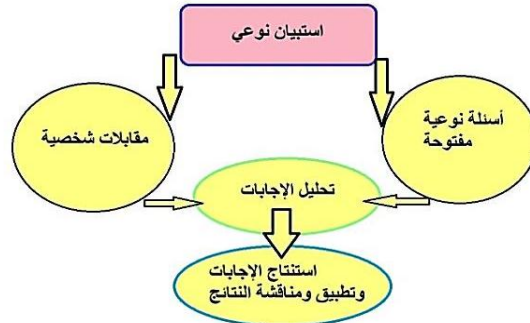 استبيان نوعي
أسئلة نوعية
مفتوحة
مقابلات شخصية
تحليل الإجابات
استنتاج الإجابات
وتطبيق ومناقشة النتائج